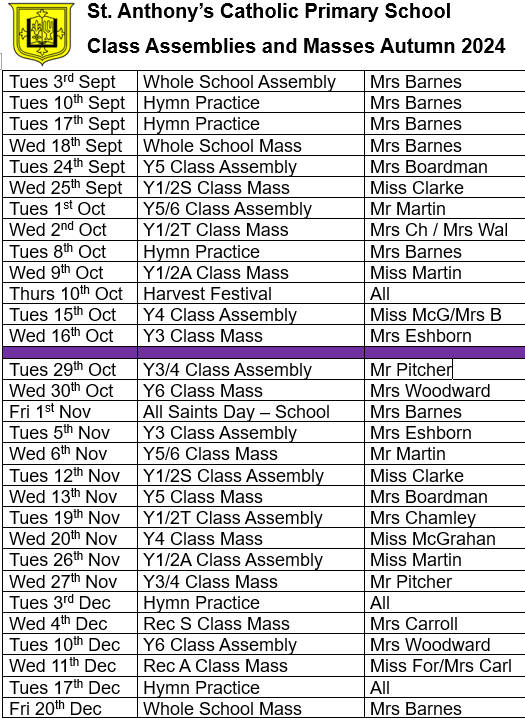 St. Anthony’s Catholic Primary School
Class Assemblies and Masses Autumn 2024
Tues 3rd Sept Whole School Assembly Mrs Barnes
Tues 10th Sept Hymn Practice Mrs Barnes
Tues 17th Sept Hymn Practice Mrs Barnes
Wed 18th Sept Whole School Mass Mrs Barnes
Tues 24th Sept Y5 Class Assembly Mrs Boardman
Wed 25th Sept Y1/2S Class Mass Miss Clarke
Tues 1st Oct Y5/6 Class Assembly Mr Martin
Wed 2nd Oct Y1/2T Class Mass Mrs Ch / Mrs Wal
Tues 8th Oct Hymn Practice Mrs Barnes
Wed 9th Oct Y1/2A Class Mass Miss Martin
Thurs 10th Oct Harvest Festival All
Tues 15th Oct Y4 Class Assembly Miss McG/Mrs B
Wed 16th Oct Y3 Class Mass Mrs Eshborn
Tues 29th Oct Y3/4 Class Assembly Mr Pitcher
Wed 30th Oct Y6 Class Mass Mrs Woodward
Fri 1st Nov All Saints Day – School Mrs Barnes
Tues 5th Nov Y3 Class Assembly Mrs Eshborn
Wed 6th Nov Y5/6 Class Mass Mr Martin
Tues 12th Nov Y1/2S Class Assembly Miss Clarke
Wed 13th Nov Y5 Class Mass Mrs Boardman
Tues 19th Nov Y1/2T Class Assembly Mrs Chamley
Wed 20th Nov Y4 Class Mass Miss McGrahan
Tues 26th Nov Y1/2A Class Assembly Miss Martin
Wed 27th Nov Y3/4 Class Mass Mr Pitcher
Tues 3rd Dec Hymn Practice All
Wed 4th Dec Rec S Class Mass Mrs Carroll
Tues 10th Dec Y6 Class Assembly Mrs Woodward
Wed 11th Dec Rec A Class Mass Miss For/Mrs Carl
Tues 17th Dec Hymn Practice All
Fri 20th Dec Whole School Mass Mrs Barnes